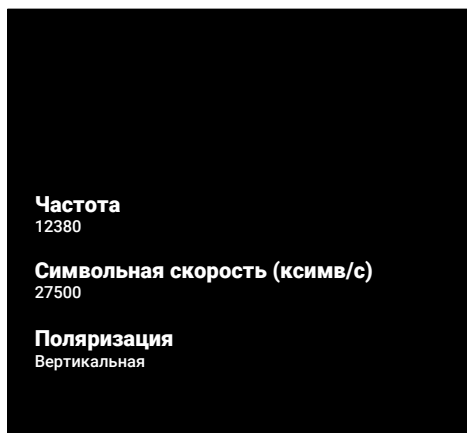 Частота
12380
Символьная скорость (ксимв/с)
27500
Поляризация
Вертикальная